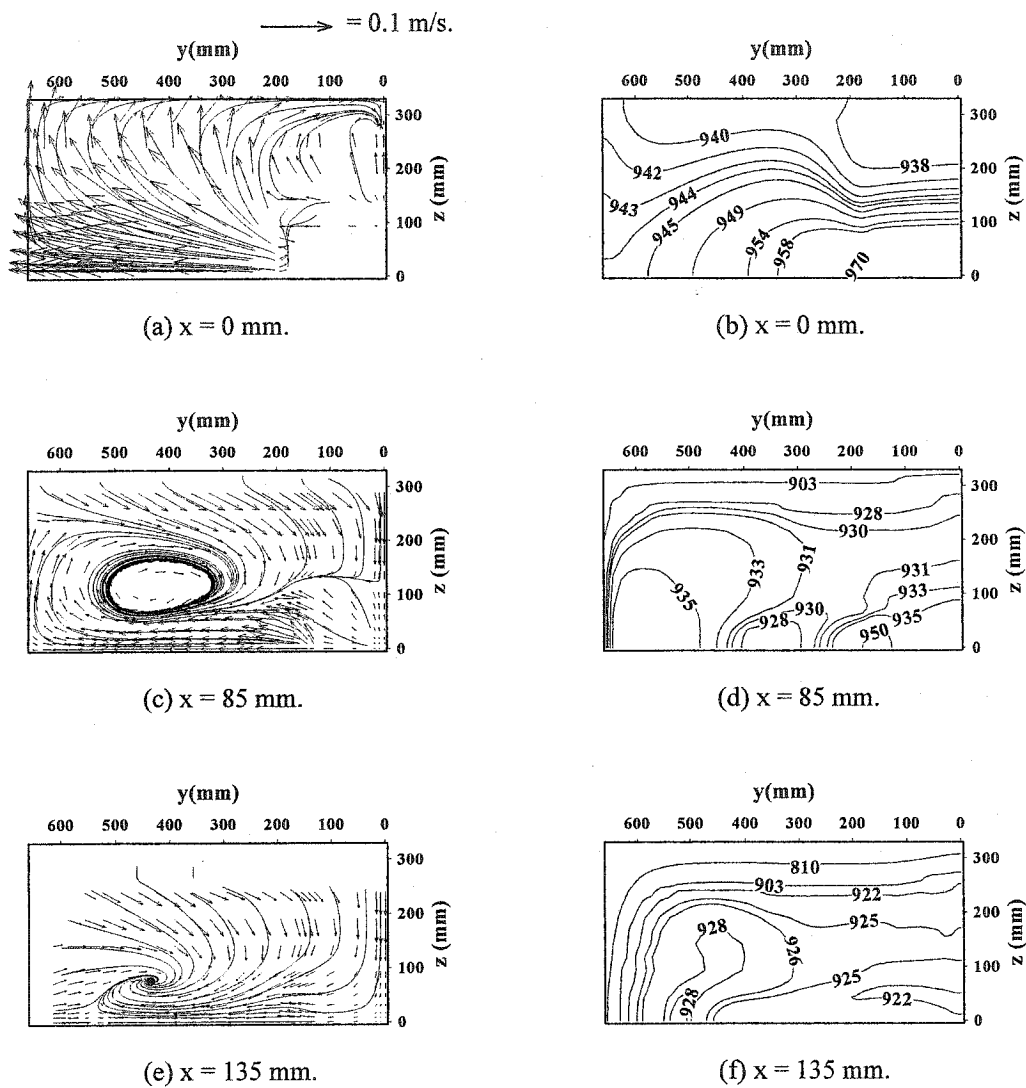 = 0.1 m/s.
y(mm)
600 500 400 300 200 100 0
300
200
100
0
z (mm)
(a) x = 0 mm.
y(mm)
600 500 400 300 200 100 0
300
200
100
0
z (mm)
940
938
942
943
944
945
949
954
958
970
(b) x = 0 mm.
y(mm)
600 500 400 300 200 100 0
300
200
100
0
z (mm)
(c) x = 85 mm.
y(mm)
600 500 400 300 200 100 0
300
200
100
0
z (mm)
903
928
930
931
933
935
930
928
931
933
935
950
(d) x = 85 mm.
y(mm)
600 500 400 300 200 100 0
300
200
100
0
z (mm)
(e) x = 135 mm.
y(mm)
600 500 400 300 200 100 0
300
200
100
0
z (mm)
810
903
922
925
928
926
925
928
922
(f) x = 135 mm.